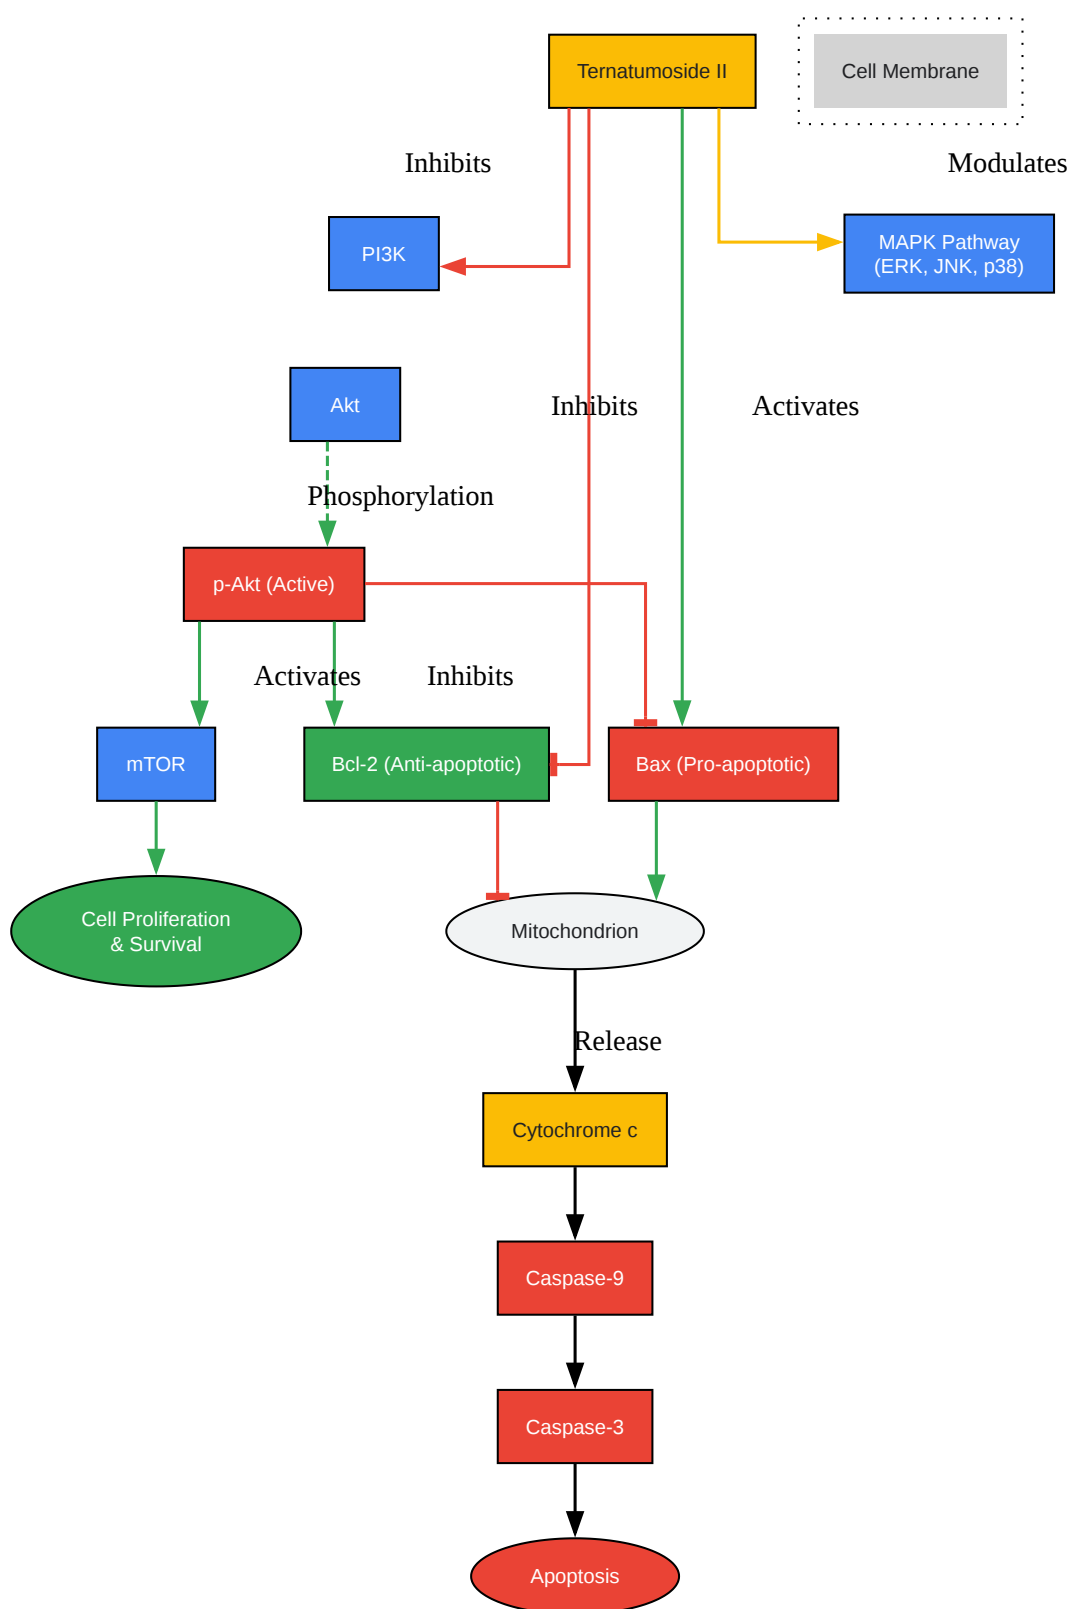 Ternatumoside II
Cell Membrane
Inhibits
Modulates
PI3K
MAPK Pathway
(ERK, JNK, p38)
Akt
Inhibits
Activates
Phosphorylation
p-Akt (Active)
Activates
Inhibits
mTOR
Bcl-2 (Anti-apoptotic)
Bax (Pro-apoptotic)
Cell Proliferation
& Survival
Mitochondrion
Release
Cytochrome c
Caspase-9
Caspase-3
Apoptosis